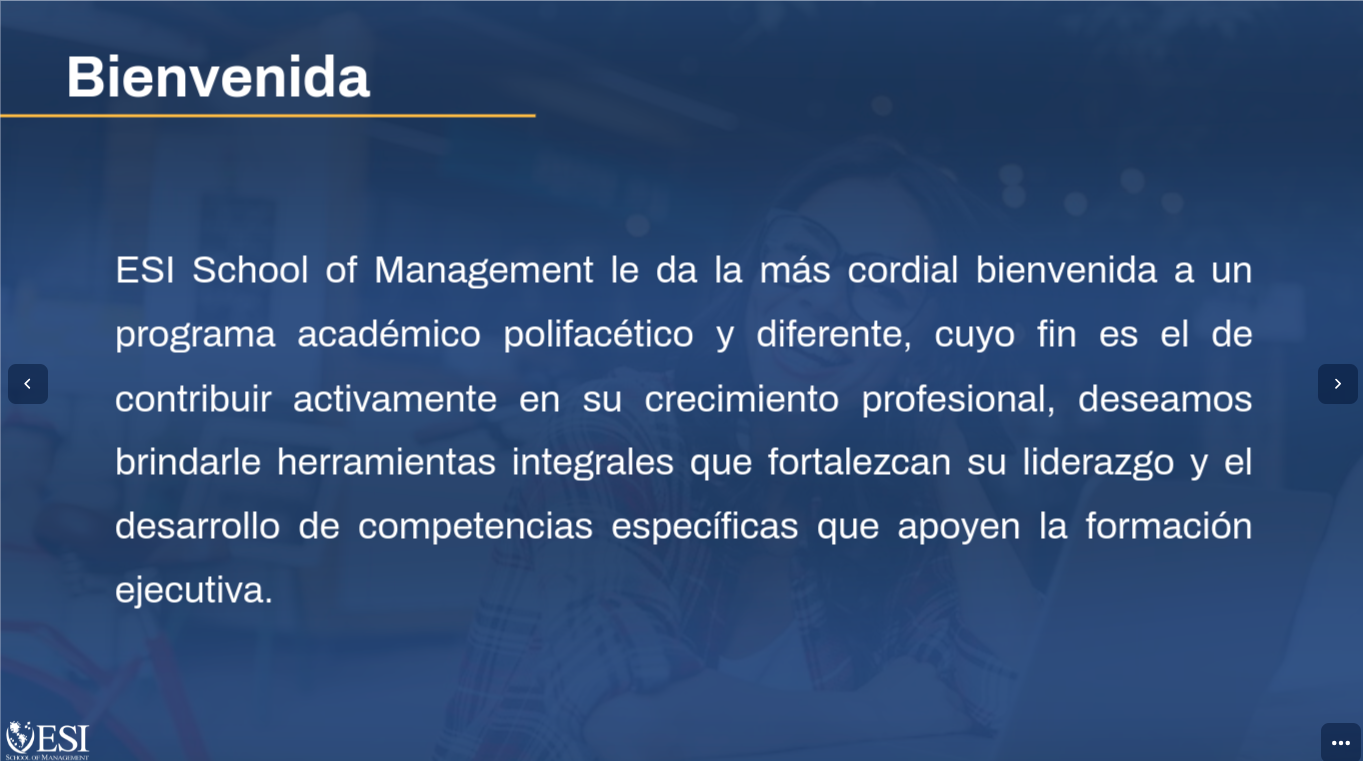 Bienvenida
ESI School of Management le da la más cordial bienvenida a un
programa académico polifacético y diferente, cuyo fin es el de
contribuir activamente en su crecimiento profesional, deseamos
brindarle herramientas integrales que fortalezcan su liderazgo y el
desarrollo de competencias específicas que apoyen la formación
ejecutiva.
ESI
SCHOOL OF MANAGEMENT